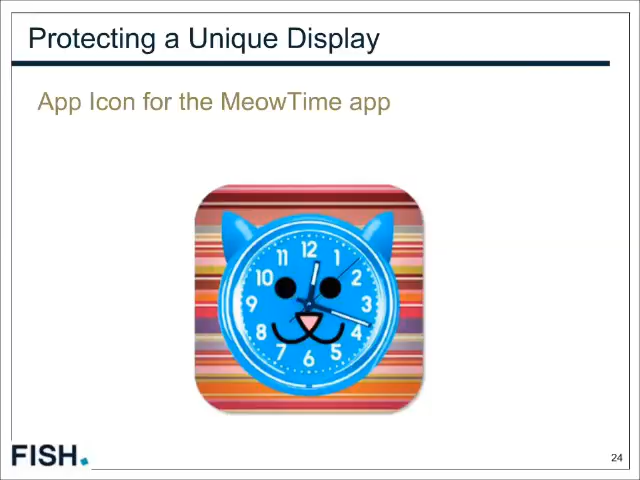 Protecting a Unique Display
App Icon for the MeowTime app
12
11 1
10 2
9 3
8 4
7 5
6
FISH.
24